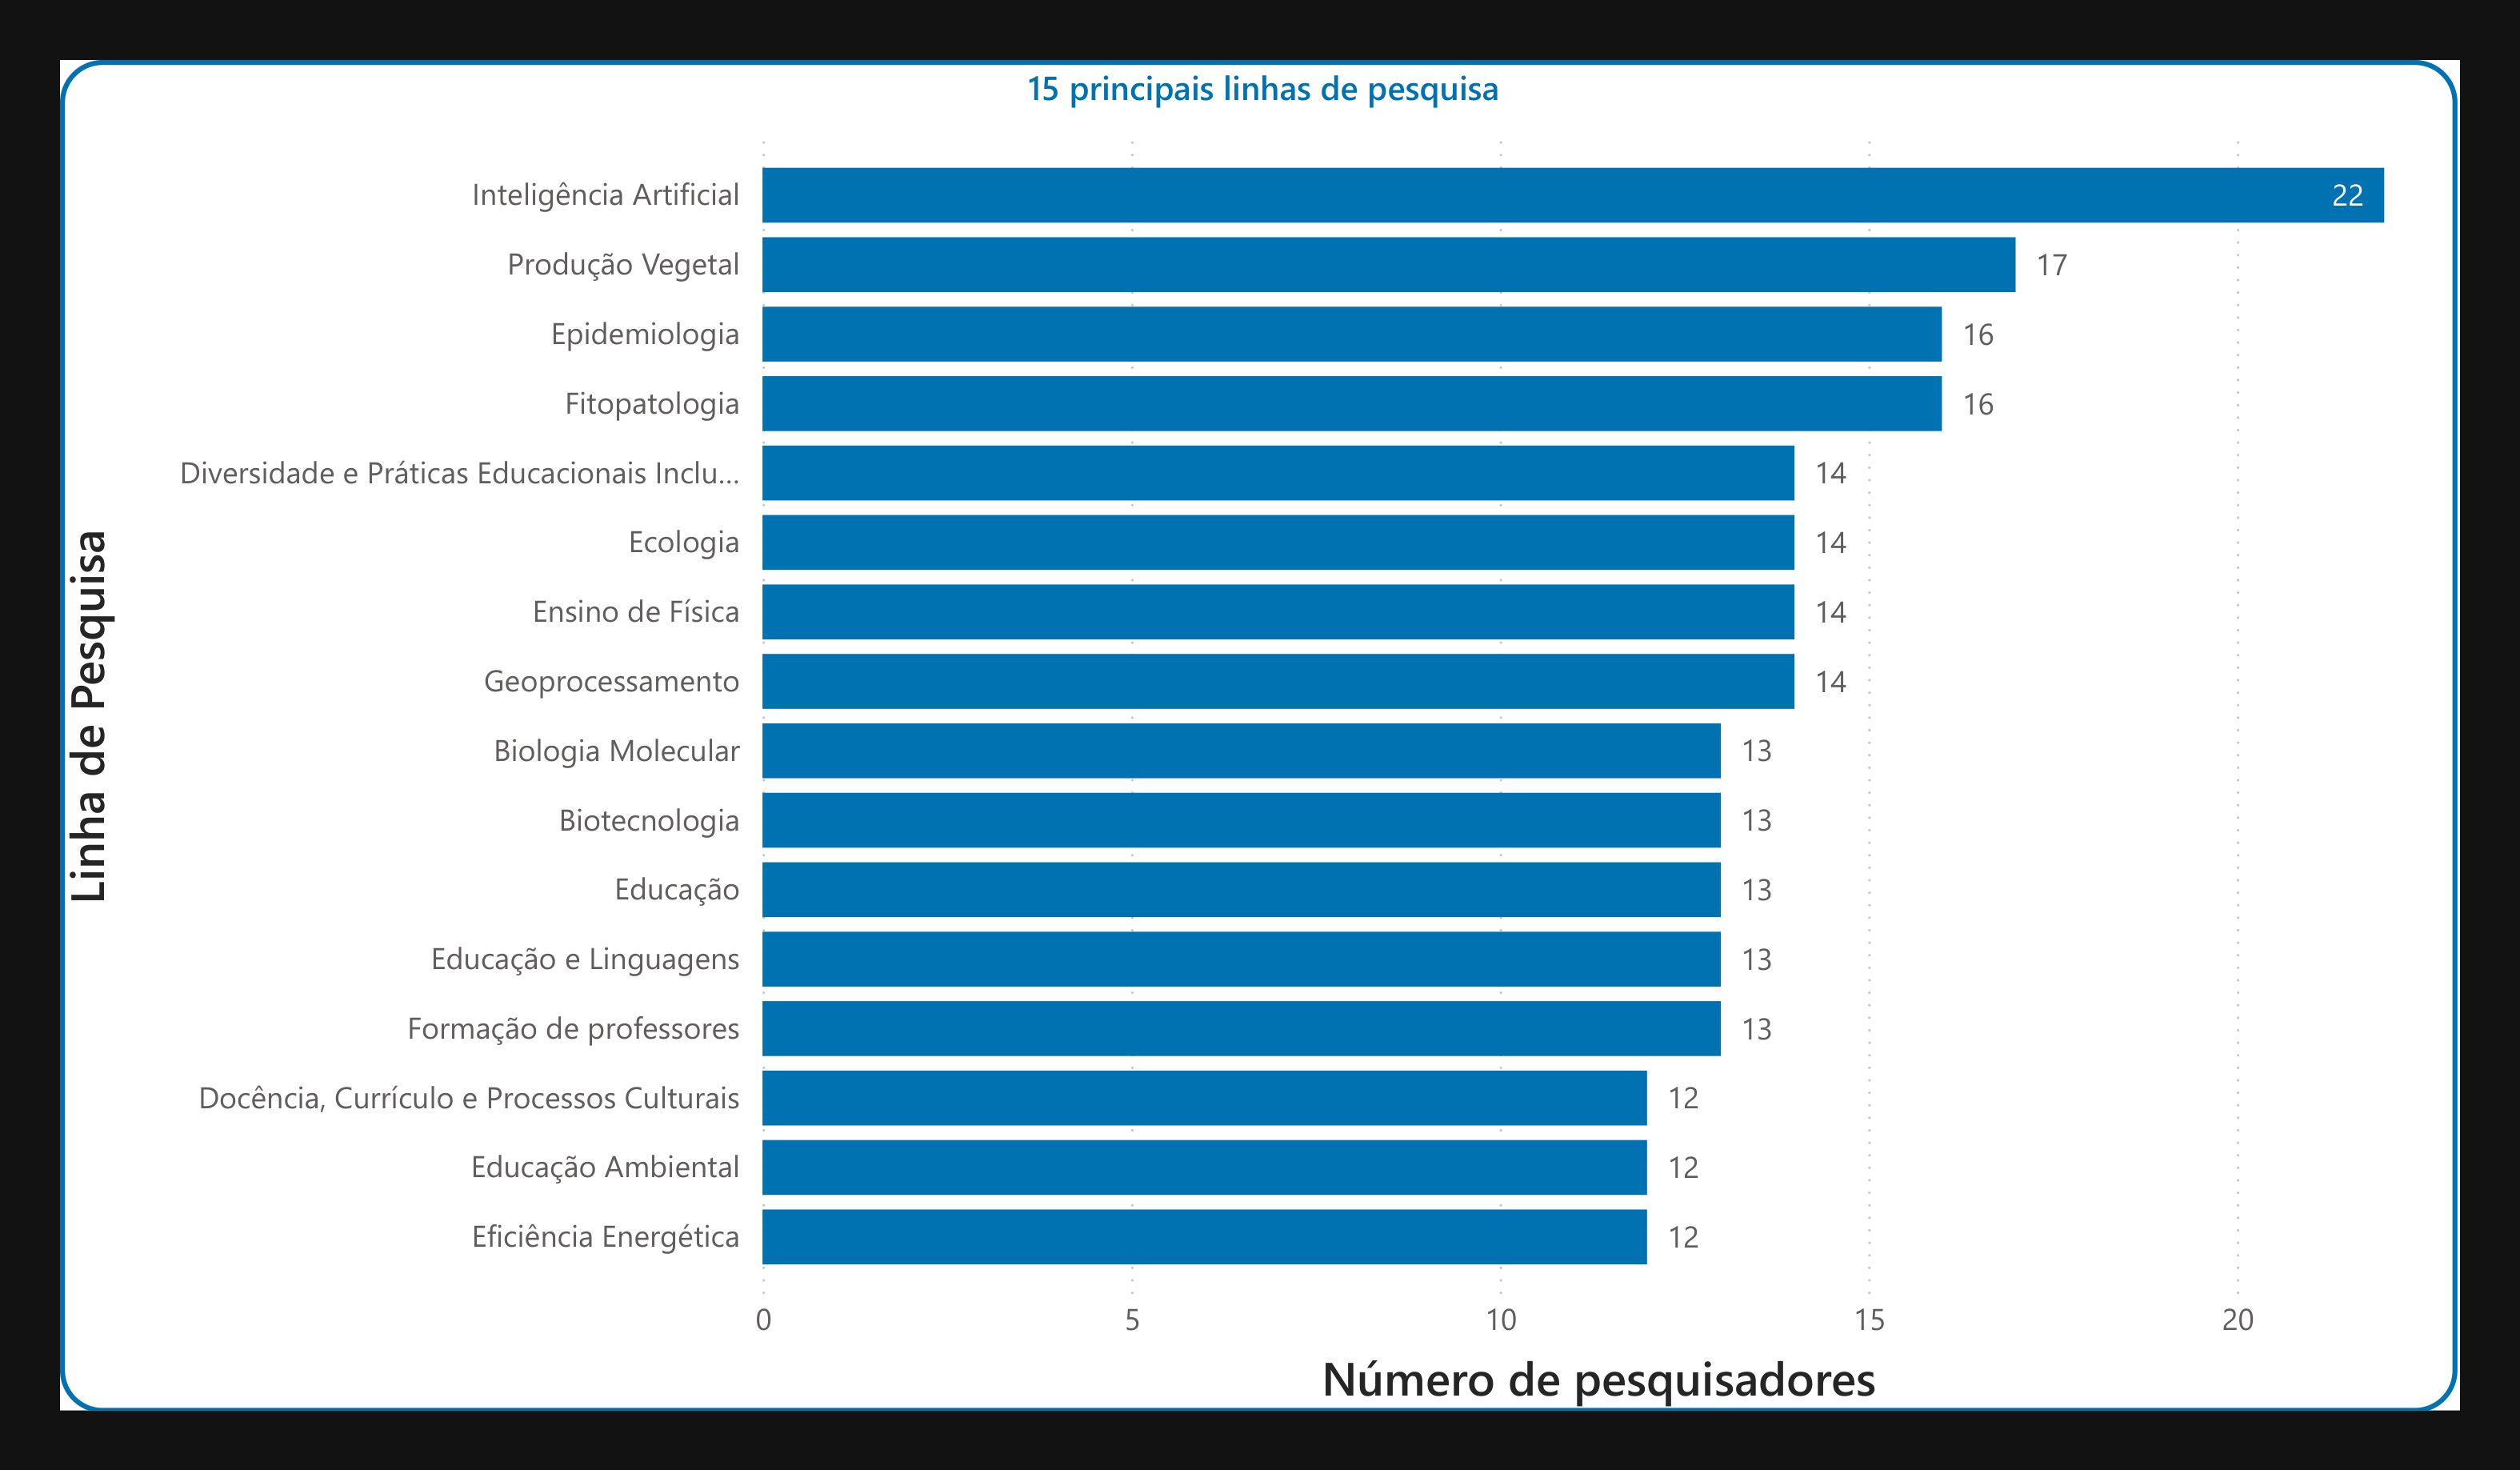 15 principais linhas de pesquisa
Linha de Pesquisa
Inteligência Artificial 22
Produção Vegetal 17
Epidemiologia 16
Fitopatologia 16
Diversidade e Práticas Educacionais Inclu... 14
Ecologia 14
Ensino de Física 14
Geoprocessamento 14
Biologia Molecular 13
Biotecnologia 13
Educação 13
Educação e Linguagens 13
Formação de professores 13
Docência, Currículo e Processos Culturais 12
Educação Ambiental 12
Eficiência Energética 12
0 5 10 15 20
Número de pesquisadores